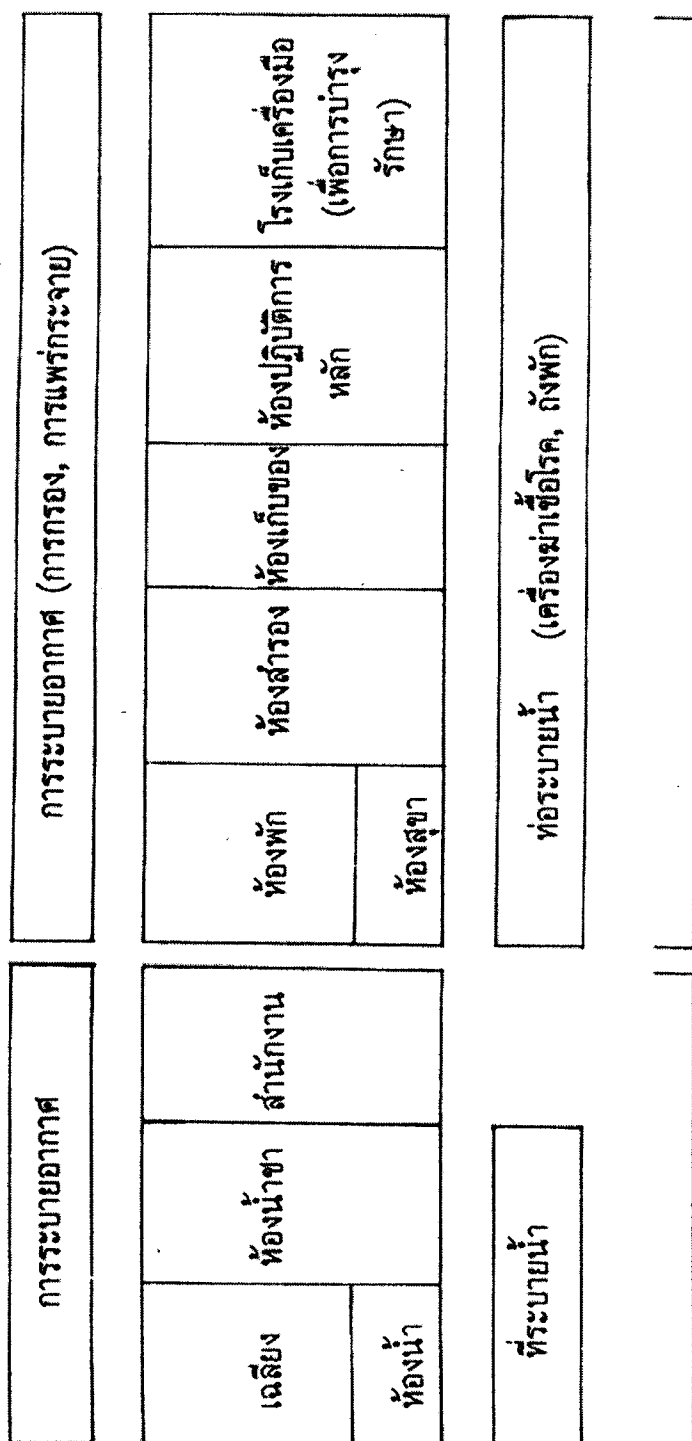 การระบายอากาศ
การระบายอากาศ (การกรอง, การแพร่กระจาย)
เฉลียง
ห้องน้ำ
ห้องน้ำชา
สำนักงาน
ห้องพัก
ห้องสุขา
ห้องสำรอง
ห้องเก็บของ
ห้องปฏิบัติการ
หลัก
โรงเก็บเครื่องมือ
(เพื่อการบำรุง
รักษา)
ที่ระบายน้ำ
ท่อระบายน้ำ (เครื่องฆ่าเชื้อโรค, ถังพัก)